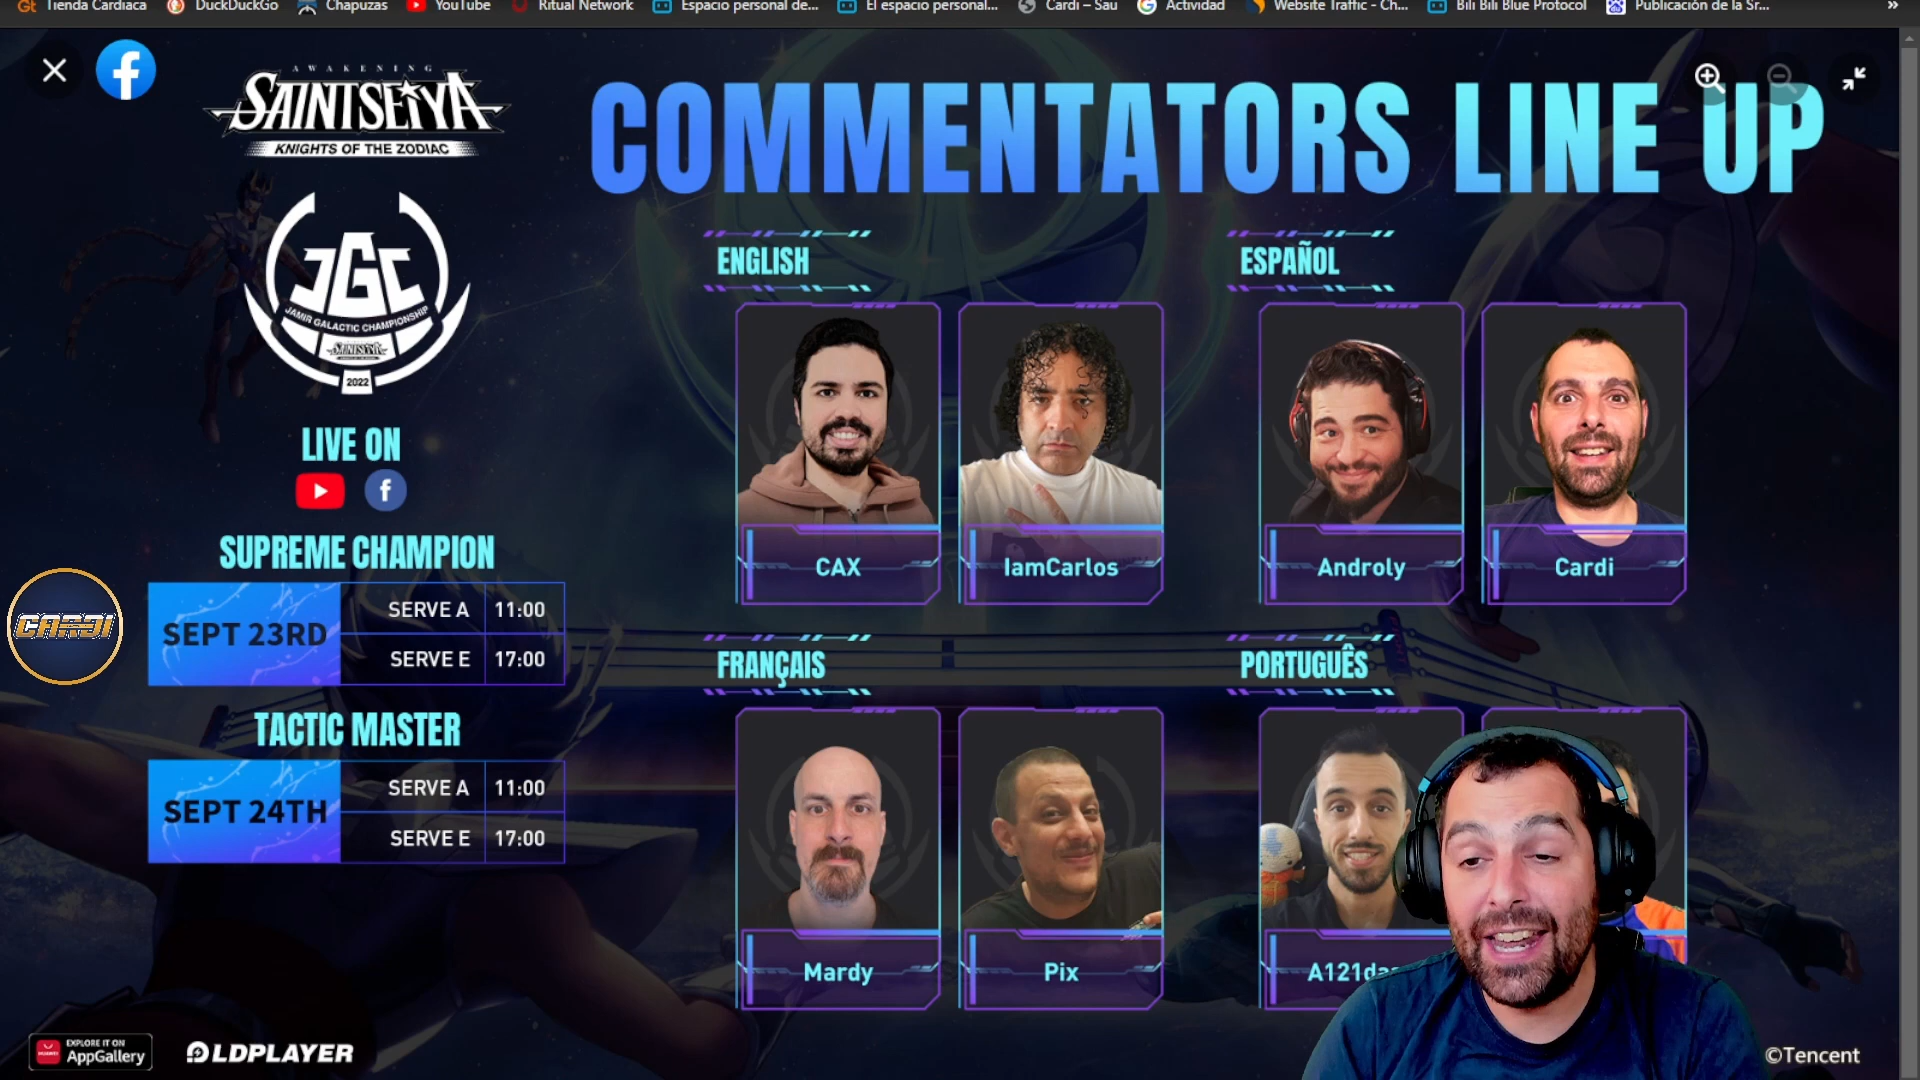 Tienda Cardiaca
DuckDuckGo
Chapuzas
YouTube
Ritual Network
Espacio personal de...
El espacio personal...
Cardi – Sau
Actividad
Website Traffic - Ch...
Bili Bili Blue Protocol
Publicación de la Sr...
AWAKENING
SAINT SEIYA
KNIGHTS OF THE ZODIAC
COMMENTATORS LINE UP
JGC
JAMIR GALACTIC CHAMPIONSHIP
SAINT SEIYA
2022
LIVE ON
SUPREME CHAMPION
SEPT 23RD
SERVE A 11:00
SERVE E 17:00
TACTIC MASTER
SEPT 24TH
SERVE A 11:00
SERVE E 17:00
CARDI
ENGLISH
CAX
IamCarlos
ESPAÑOL
Androly
Cardi
FRANÇAIS
Mardy
Pix
PORTUGUÊS
EXPLORE IT ON
AppGallery
LDPLAYER
©Tencent